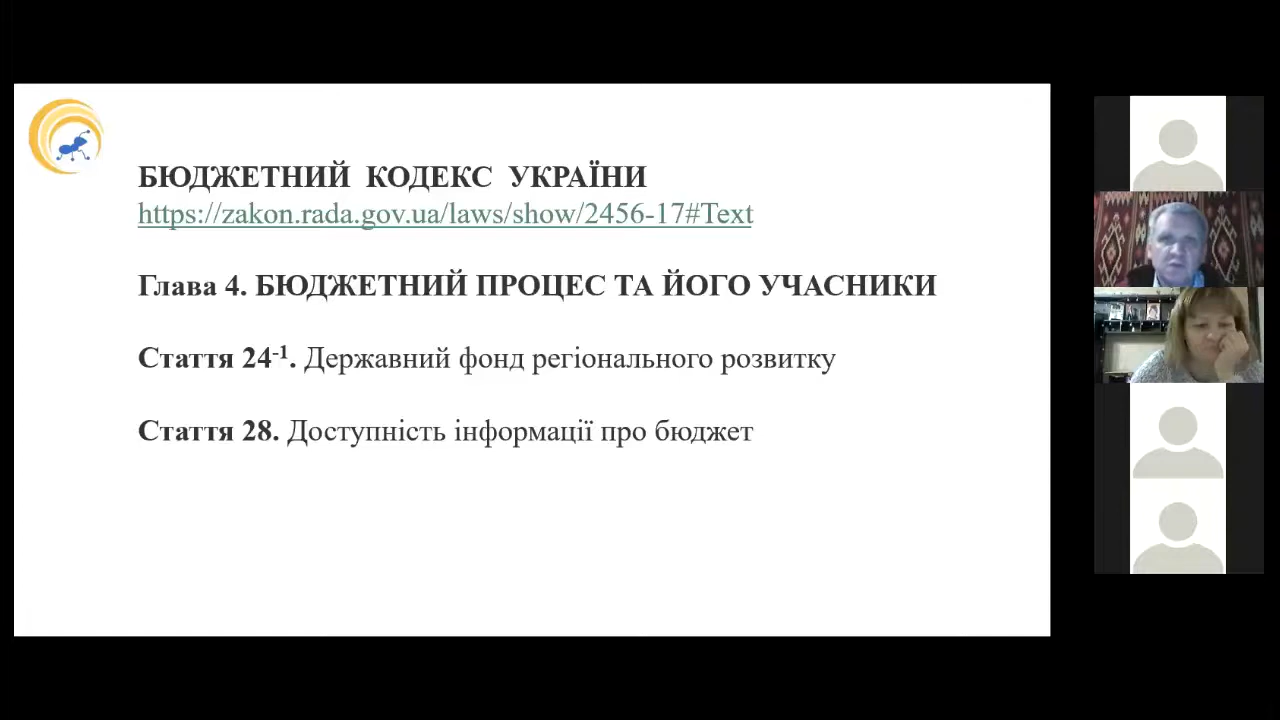 БЮДЖЕТНИЙ КОДЕКС УКРАЇНИ
https://zakon.rada.gov.ua/laws/show/2456-17#Text
Глава 4. БЮДЖЕТНИЙ ПРОЦЕС ТА ЙОГО УЧАСНИКИ
Стаття 24-1. Державний фонд регіонального розвитку
Стаття 28. Доступність інформації про бюджет